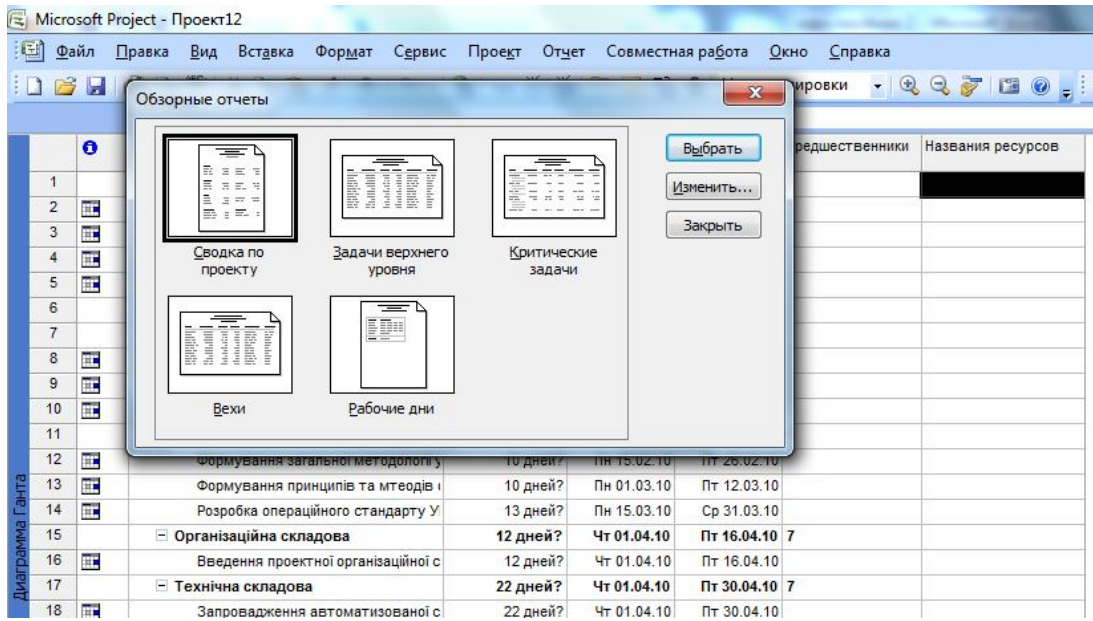 Microsoft Project - Проект12
Файл Правка Вид Вставка Формат Сервис Проект Отчет Совместная работа Окно Справка
Обзорные отчеты
Выбрать
Изменить...
Закрыть
Сводка по проекту
Задачи верхнего уровня
Критические задачи
Вехи
Рабочие дни
Названия ресурсов
1
2
3
4
5
6
7
8
9
10
11
12 Формування загальної методології у 10 дней? Пн 15.02.10 Пт 26.02.10
13 Формування принципів та мтеодів 10 дней? Пн 01.03.10 Пт 12.03.10
14 Розробка операційного стандарту У 13 дней? Пн 15.03.10 Ср 31.03.10
15 Організаційна складова 12 дней? Чт 01.04.10 Пт 16.04.10 7
16 Введення проектної організаційної с 12 дней? Чт 01.04.10 Пт 16.04.10
17 Технічна складова 22 дней? Чт 01.04.10 Пт 30.04.10 7
18 Запровадження автоматизованої с 22 дней? Чт 01.04.10 Пт 30.04.10
Диаграмма Ганта